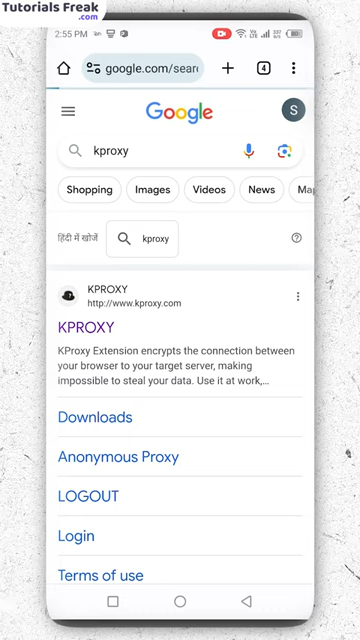 Tutorials Freak
.com
2:55 PM
google.com/sear
4
Google
S
kproxy
Shopping
Images
Videos
News
Map
हिंदी में खोजें
kproxy
KPROXY
http://www.kproxy.com
KPROXY
KProxy Extension encrypts the connection between
your browser to your target server, making
impossible to steal your data. Use it at work,...
Downloads
Anonymous Proxy
LOGOUT
Login
Terms of use